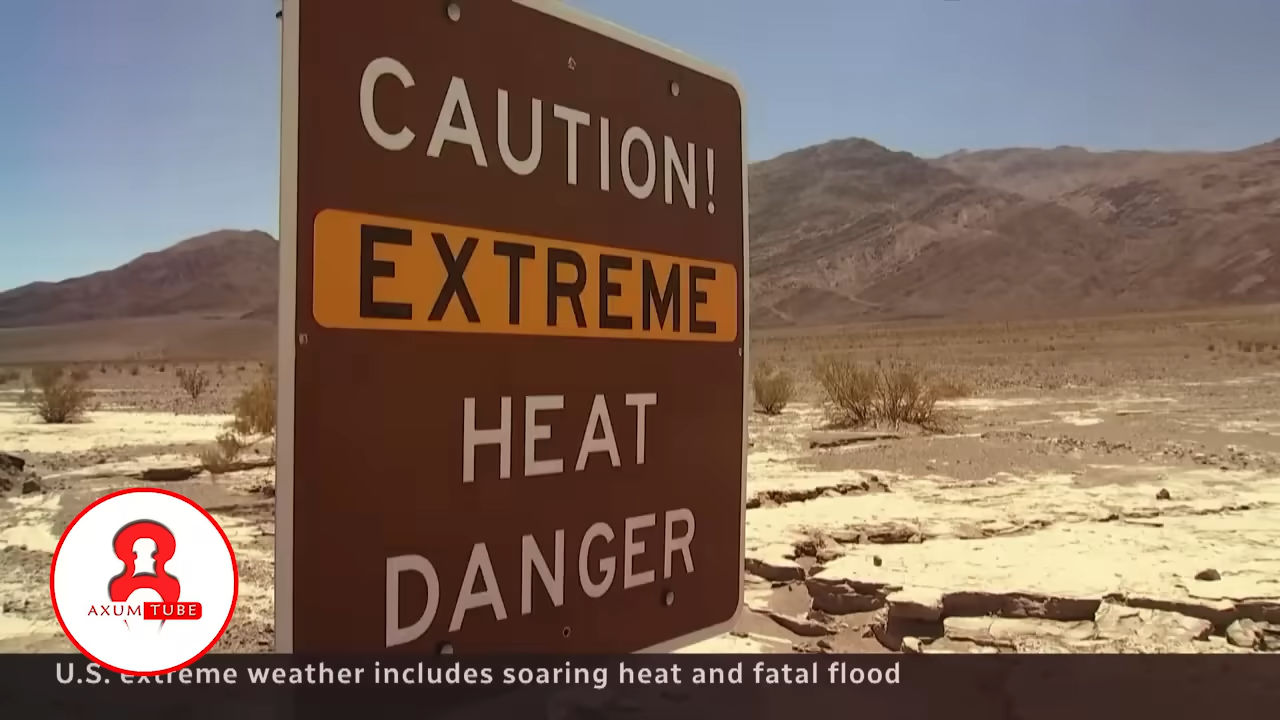 CAUTION!
EXTREME
HEAT
DANGER
AXUM TUBE
U.S. extreme weather includes soaring heat and fatal flood